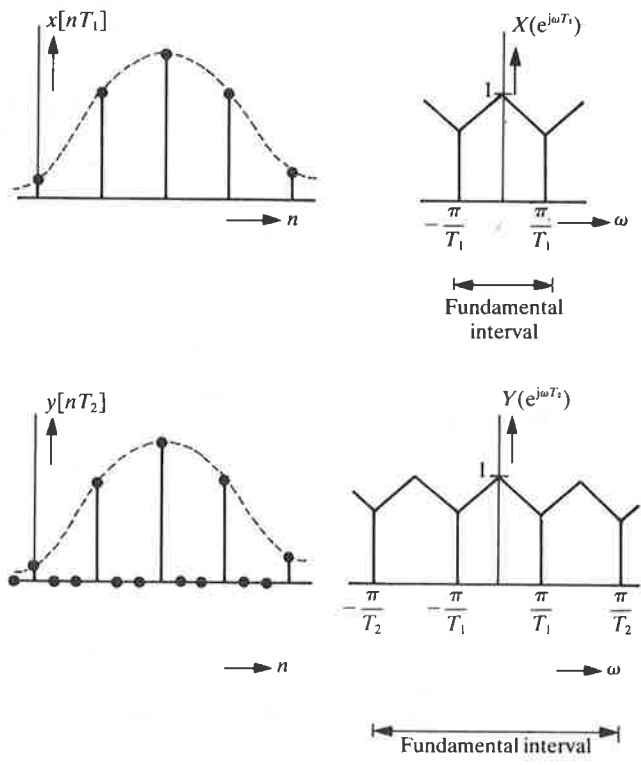 x[nT₁]
n
X(e^jωT₁)
1
-π/T₁
π/T₁
ω
Fundamental
interval
y[nT₂]
n
Y(e^jωT₂)
1
-π/T₂
-π/T₁
π/T₁
π/T₂
ω
Fundamental interval